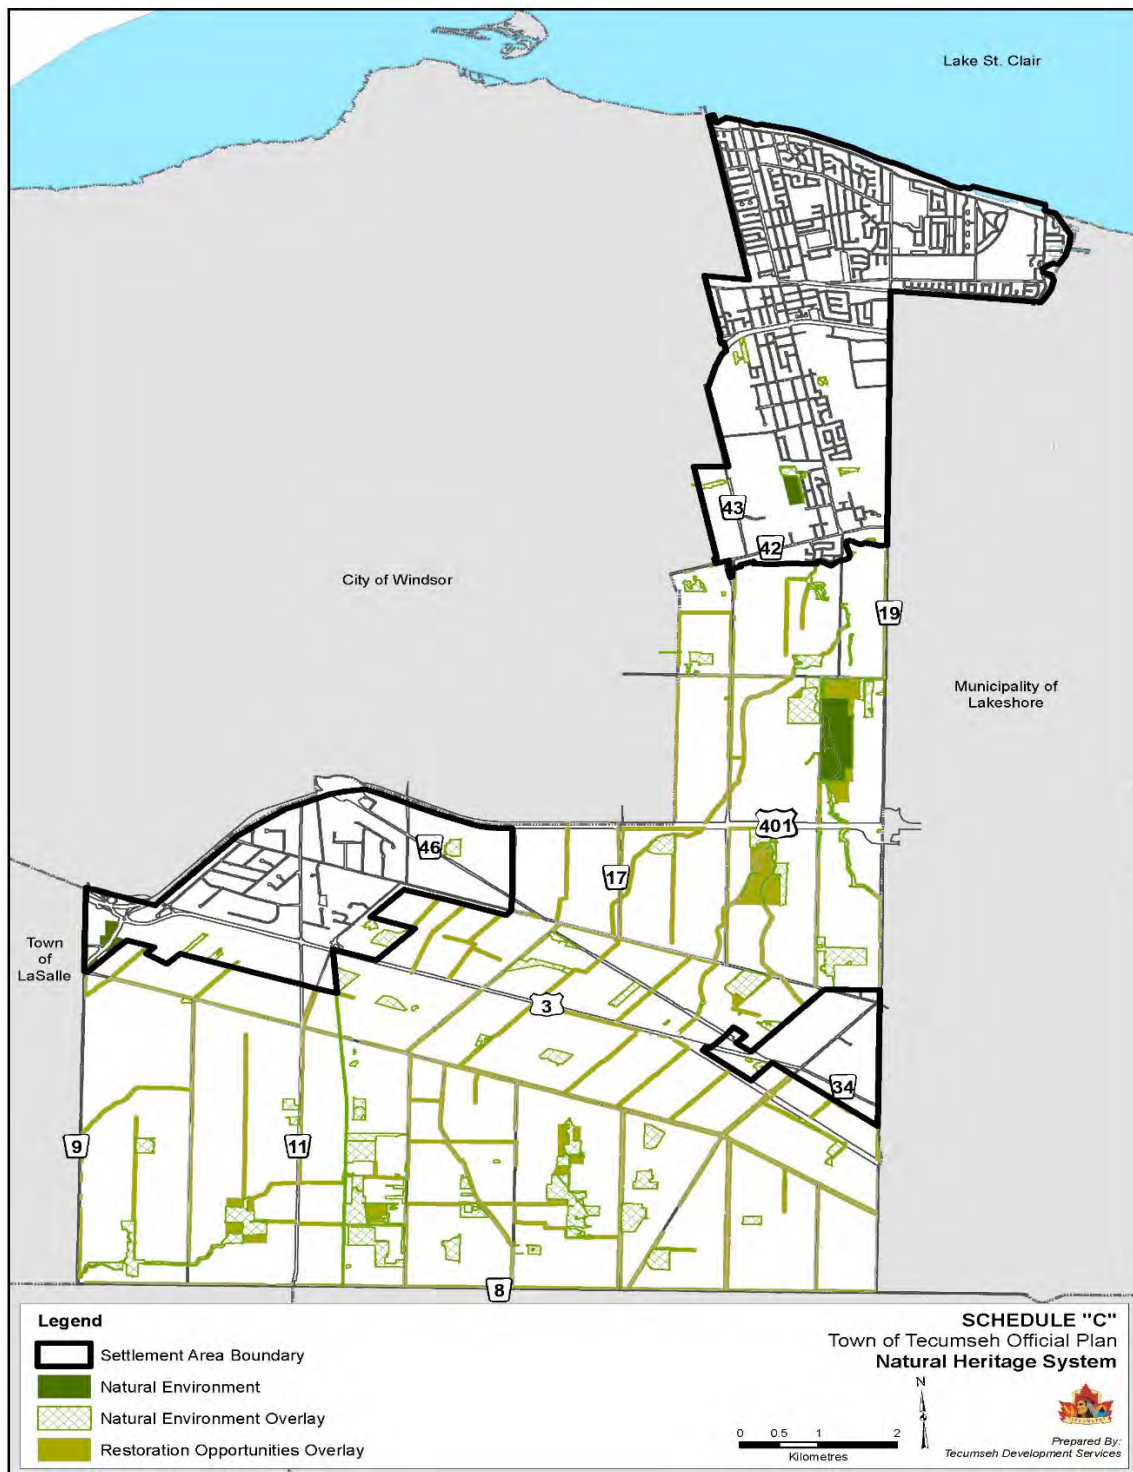 Lake St. Clair
43
42
City of Windsor
19
Municipality of
Lakeshore
401
46
17
Town
of
LaSalle
3
34
9
11
8
Legend
Settlement Area Boundary
Natural Environment
Natural Environment Overlay
Restoration Opportunities Overlay
SCHEDULE "C"
Town of Tecumseh Official Plan
Natural Heritage System
N
0 0.5 1 2
Kilometres
TECUMSEH
Prepared By:
Tecumseh Development Services